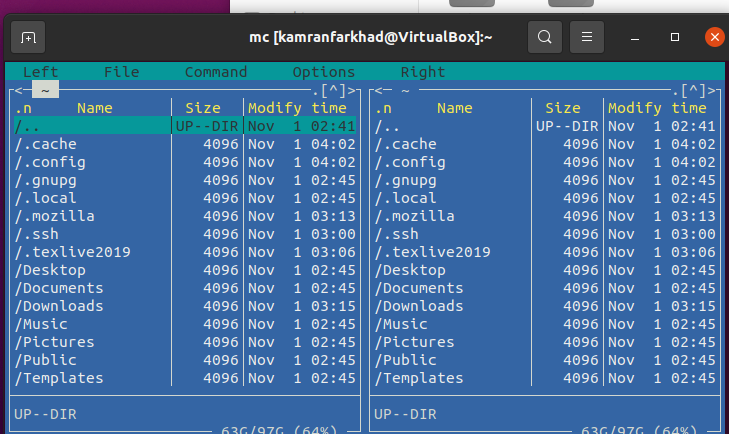 mc [kamranfarkhad@VirtualBox]:~
Left File Command Options Right
<─ ~ ─ .[^]> <─ ~ ─ .[^]>
.n Name Size Modify time .n Name Size Modify time
/.. UP--DIR Nov 1 02:41 /.. UP--DIR Nov 1 02:41
/.cache 4096 Nov 1 04:02 /.cache 4096 Nov 1 04:02
/.config 4096 Nov 1 04:02 /.config 4096 Nov 1 04:02
/.gnupg 4096 Nov 1 02:45 /.gnupg 4096 Nov 1 02:45
/.local 4096 Nov 1 02:45 /.local 4096 Nov 1 02:45
/.mozilla 4096 Nov 1 03:13 /.mozilla 4096 Nov 1 03:13
/.ssh 4096 Nov 1 03:00 /.ssh 4096 Nov 1 03:00
/.texlive2019 4096 Nov 1 03:06 /.texlive2019 4096 Nov 1 03:06
/Desktop 4096 Nov 1 02:45 /Desktop 4096 Nov 1 02:45
/Documents 4096 Nov 1 02:45 /Documents 4096 Nov 1 02:45
/Downloads 4096 Nov 1 03:15 /Downloads 4096 Nov 1 03:15
/Music 4096 Nov 1 02:45 /Music 4096 Nov 1 02:45
/Pictures 4096 Nov 1 02:45 /Pictures 4096 Nov 1 02:45
/Public 4096 Nov 1 02:45 /Public 4096 Nov 1 02:45
/Templates 4096 Nov 1 02:45 /Templates 4096 Nov 1 02:45
UP--DIR UP--DIR
63G/97G (64%) 63G/97G (64%)